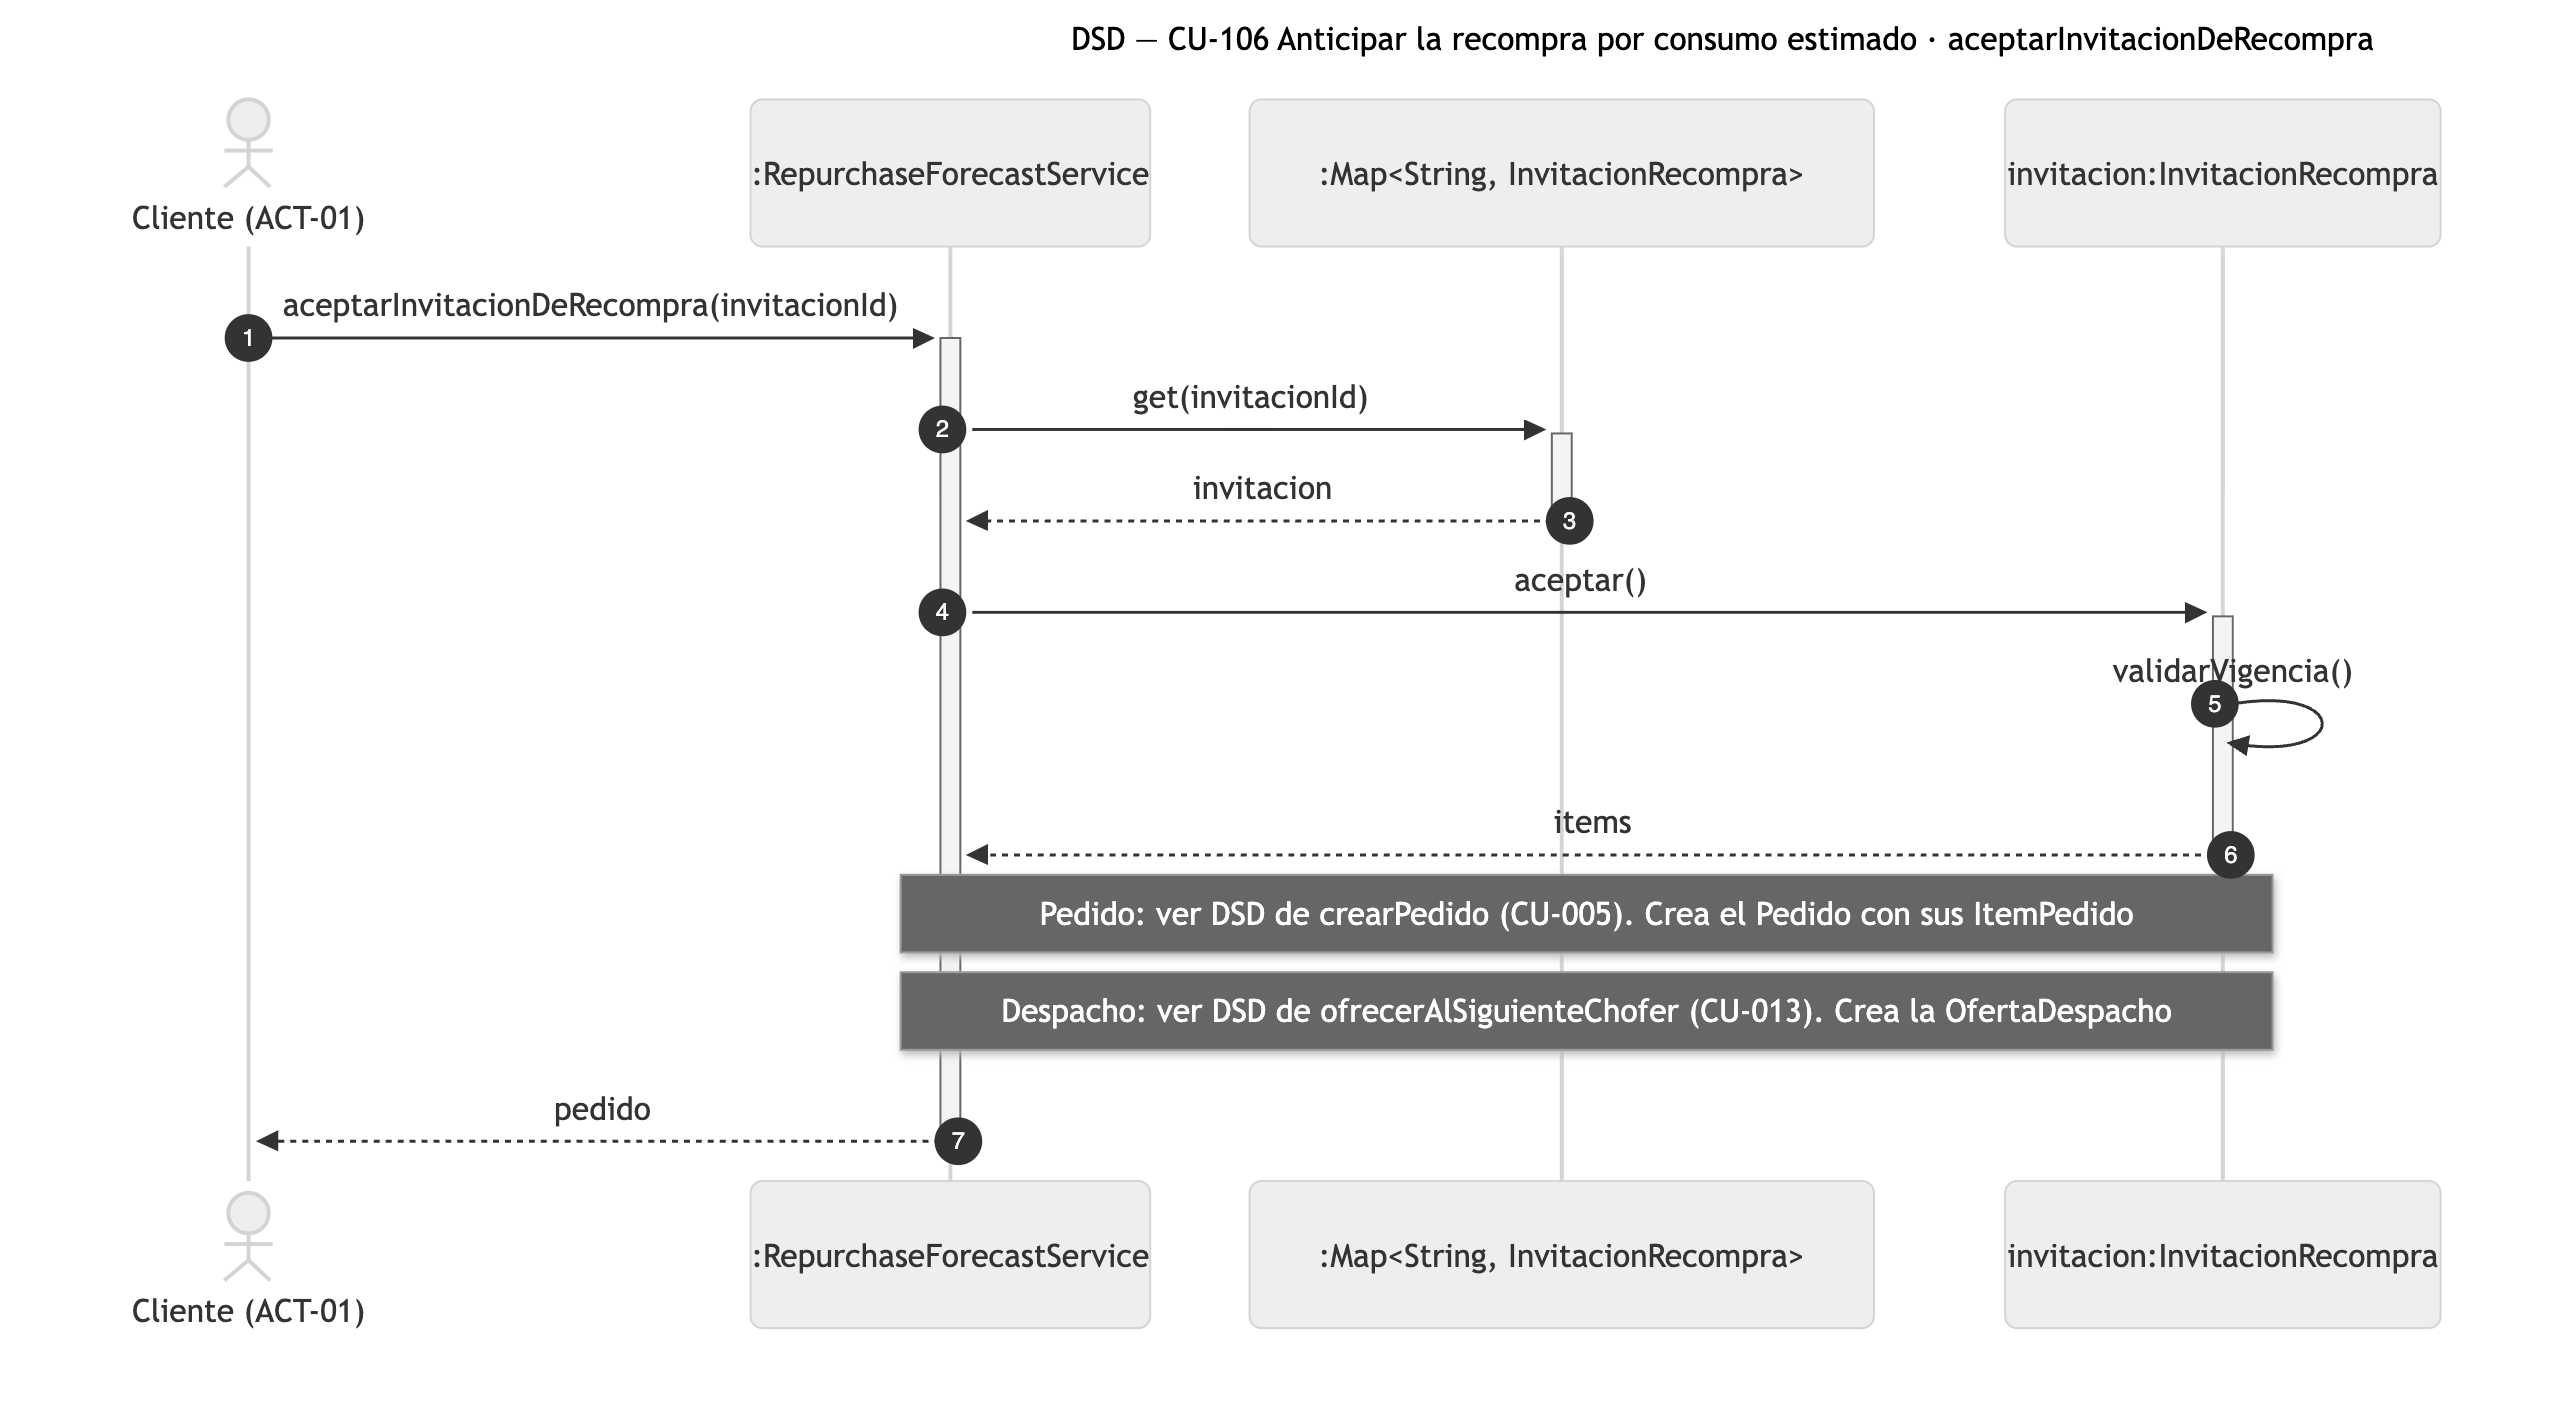 DSD — CU-106 Anticipar la recompra por consumo estimado · aceptarInvitacionDeRecompra
Cliente (ACT-01)
:RepurchaseForecastService
:Map<String, InvitacionRecompra>
invitacion:InvitacionRecompra
aceptarInvitacionDeRecompra(invitacionId)
1
get(invitacionId)
2
invitacion
3
aceptar()
4
validarVigencia()
5
items
6
Pedido: ver DSD de crearPedido (CU-005). Crea el Pedido con sus ItemPedido
Despacho: ver DSD de ofrecerAlSiguienteChofer (CU-013). Crea la OfertaDespacho
pedido
7
Cliente (ACT-01)
:RepurchaseForecastService
:Map<String, InvitacionRecompra>
invitacion:InvitacionRecompra